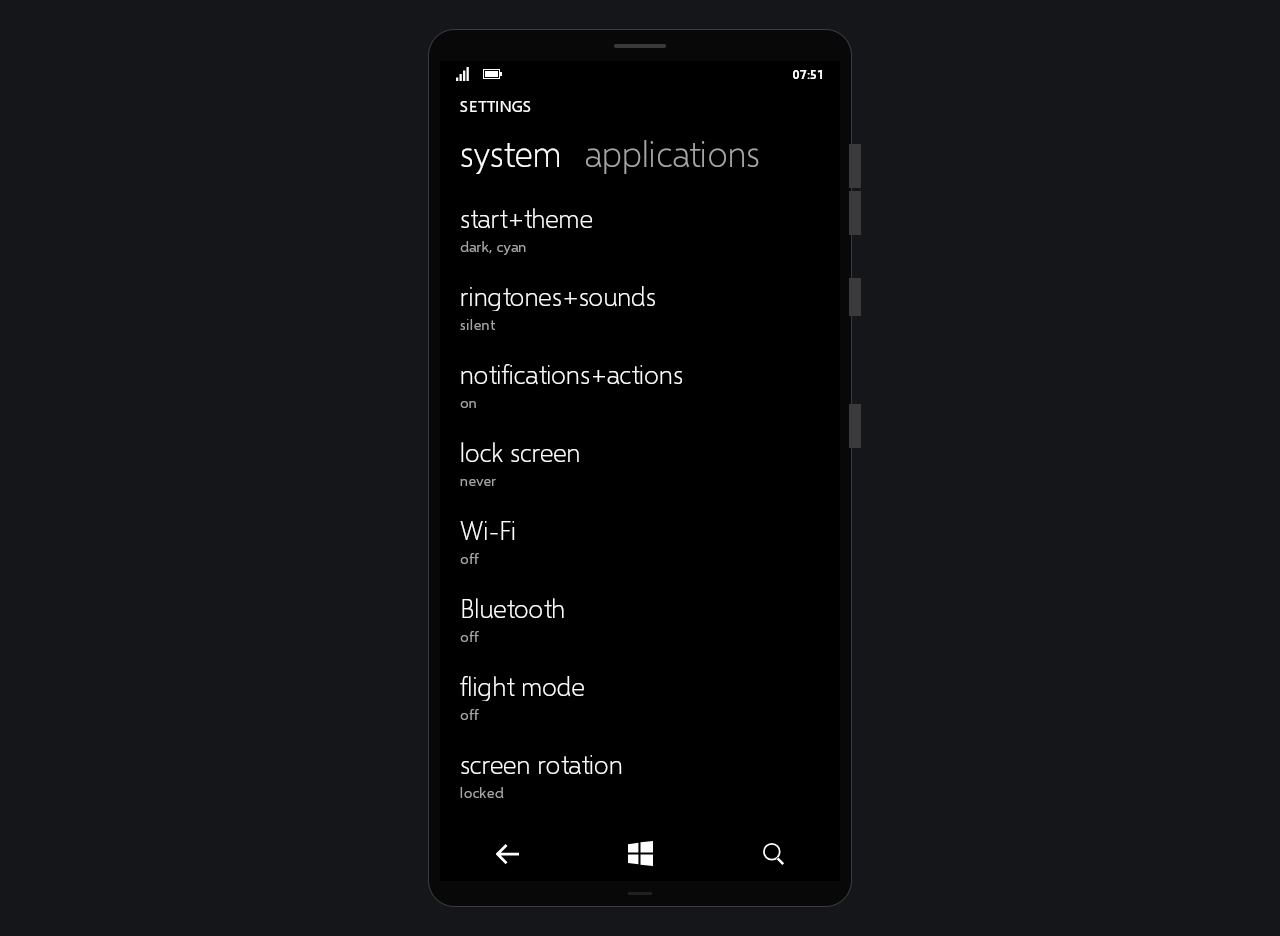 07:51
SETTINGS
system applications
start+theme
dark, cyan
ringtones+sounds
silent
notifications+actions
on
lock screen
never
Wi-Fi
off
Bluetooth
off
flight mode
off
screen rotation
locked